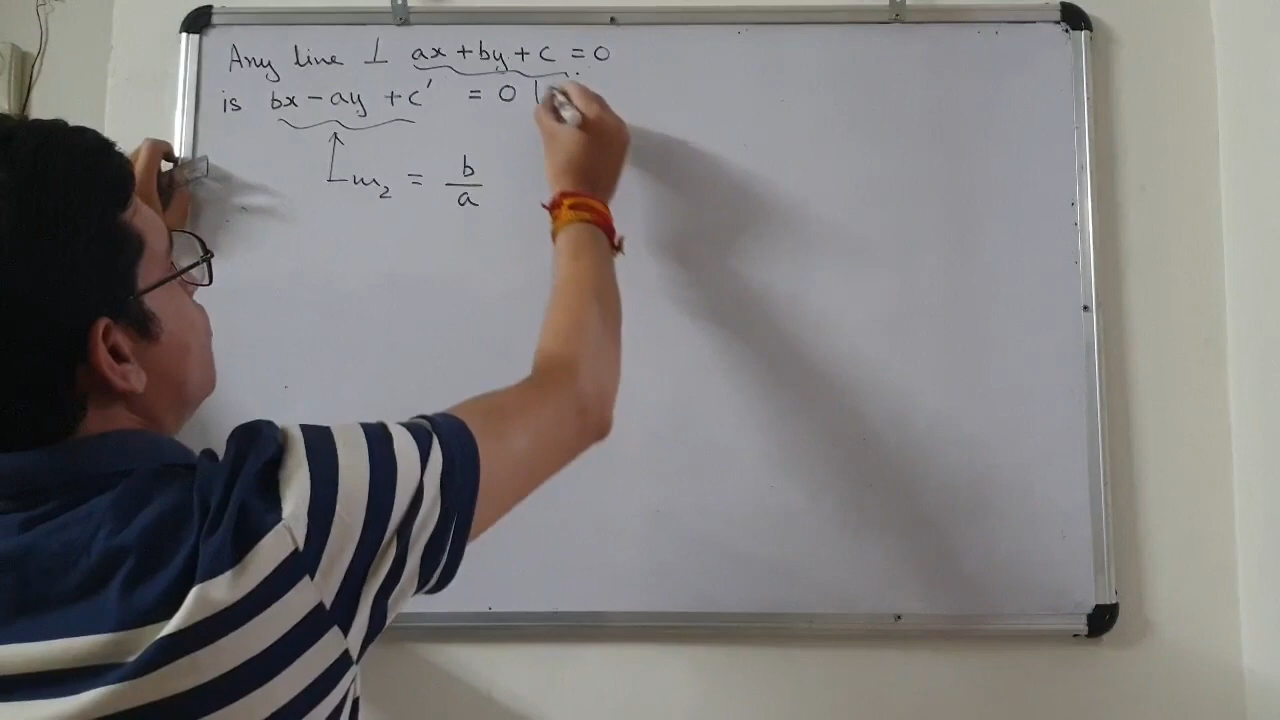 Any line ⊥ ax + by + c = 0
is bx - ay + c' = 0
m₂ = b/a